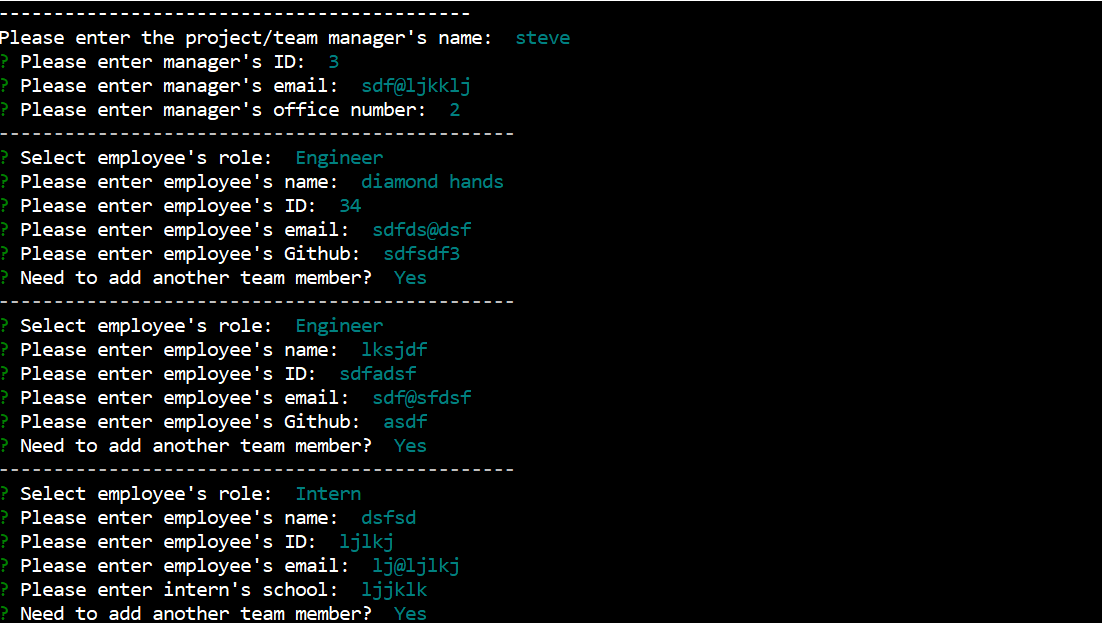 -------------------------------------------
Please enter the project/team manager's name:  steve
? Please enter manager's ID:  3
? Please enter manager's email:  sdf@ljkklj
? Please enter manager's office number:  2
-----------------------------------------------
? Select employee's role:  Engineer
? Please enter employee's name:  diamond hands
? Please enter employee's ID:  34
? Please enter employee's email:  sdfds@dsf
? Please enter employee's Github:  sdfsdf3
? Need to add another team member?  Yes
-----------------------------------------------
? Select employee's role:  Engineer
? Please enter employee's name:  lksjdf
? Please enter employee's ID:  sdfadsf
? Please enter employee's email:  sdf@sfdsf
? Please enter employee's Github:  asdf
? Need to add another team member?  Yes
-----------------------------------------------
? Select employee's role:  Intern
? Please enter employee's name:  dsfsd
? Please enter employee's ID:  ljlkj
? Please enter employee's email:  lj@ljlkj
? Please enter intern's school:  ljjklk
? Need to add another team member?  Yes